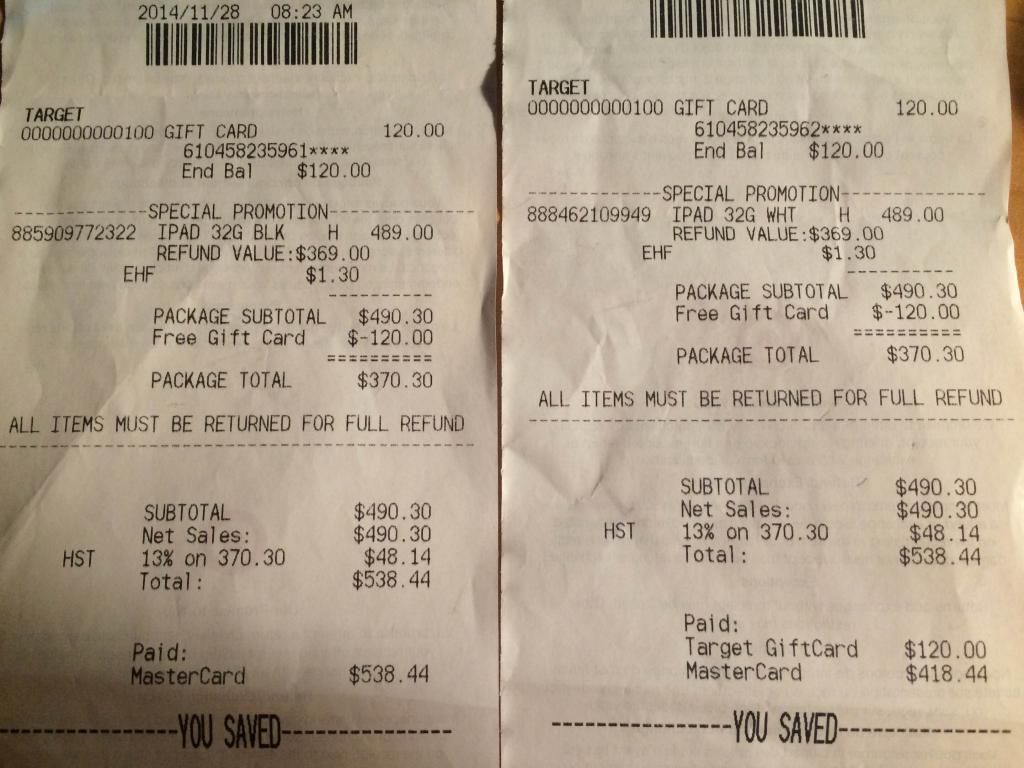 2014/11/28 08:23 AM
TARGET
0000000000100 GIFT CARD 120.00
610458235961****
End Bal $120.00
-------------SPECIAL PROMOTION--------------
885909772322 IPAD 32G BLK H 489.00
REFUND VALUE:$369.00
EHF $1.30
----------
PACKAGE SUBTOTAL $490.30
Free Gift Card $-120.00
==========
PACKAGE TOTAL $370.30
ALL ITEMS MUST BE RETURNED FOR FULL REFUND
--------------------------------------------
SUBTOTAL $490.30
Net Sales: $490.30
HST 13% on 370.30 $48.14
Total: $538.44
Paid:
MasterCard $538.44
-----------------YOU SAVED--------------
TARGET
0000000000100 GIFT CARD 120.00
610458235962****
End Bal $120.00
-------------SPECIAL PROMOTION--------------
888462109949 IPAD 32G WHT H 489.00
REFUND VALUE:$369.00
EHF $1.30
----------
PACKAGE SUBTOTAL $490.30
Free Gift Card $-120.00
==========
PACKAGE TOTAL $370.30
ALL ITEMS MUST BE RETURNED FOR FULL REFUND
--------------------------------------------
SUBTOTAL $490.30
Net Sales: $490.30
HST 13% on 370.30 $48.14
Total: $538.44
Paid:
Target GiftCard $120.00
MasterCard $418.44
-----------------YOU SAVED--------------